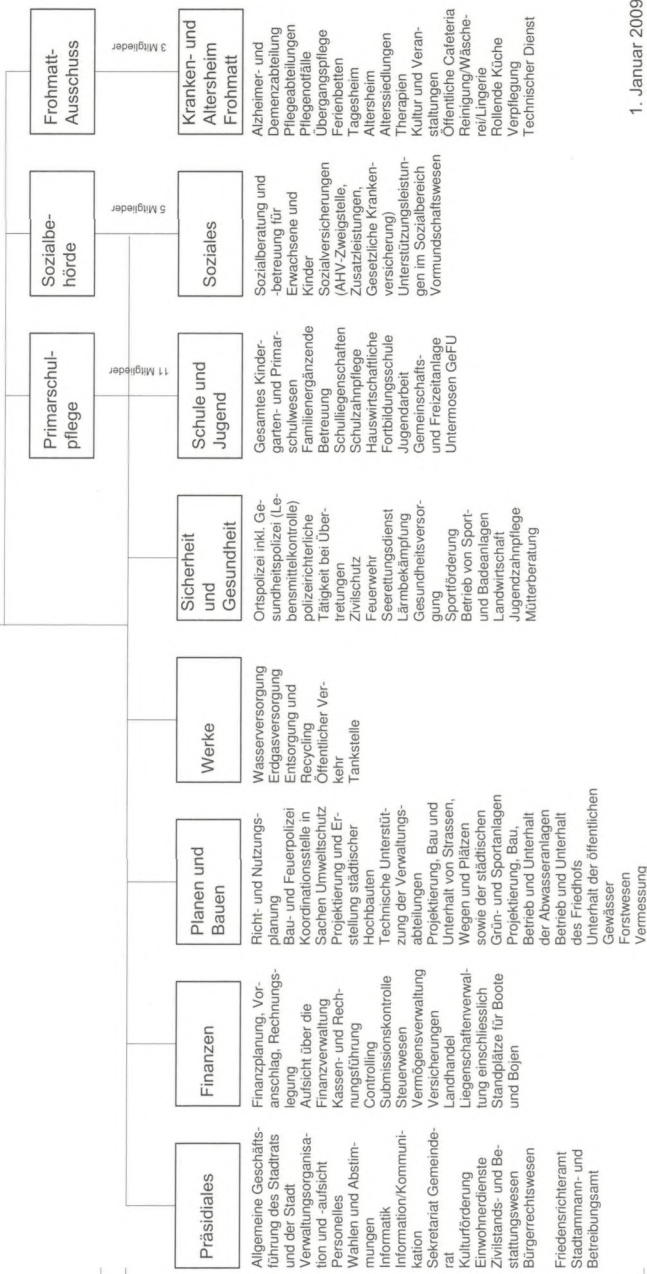 Primarschul-
pflege
Sozialbe-
hörde
Frohmatt-
Ausschuss
11 Mitglieder
5 Mitglieder
3 Mitglieder
Präsidiales
Allgemeine Geschäfts-
führung des Stadtrats
und der Stadt
Verwaltungsorganisa-
tion und -aufsicht
Personelles
Wahlen und Abstim-
mungen
Informatik
Information/Kommuni-
kation
Sekretariat Gemeinde-
rat
Kulturförderung
Einwohnerdienste
Zivilstands- und Be-
stattungswesen
Bürgerrechtswesen
Friedensrichteramt
Stadtammann- und
Betreibungsamt
Finanzen
Finanzplanung, Vor-
anschlag, Rechnungs-
legung
Aufsicht über die
Finanzverwaltung
Kassen- und Rech-
nungsführung
Controlling
Submissionskontrolle
Steuerwesen
Vermögensverwaltung
Versicherungen
Landhandel
Liegenschaftenverwal-
tung einschliesslich
Standplätze für Boote
und Bojen
Planen und
Bauen
Richt- und Nutzungs-
planung
Bau- und Feuerpolizei
Koordinationsstelle in
Sachen Umweltschutz
Projektierung und Er-
stellung städtischer
Hochbauten
Technische Unterstüt-
zung der Verwaltungs-
abteilungen
Projektierung, Bau und
Unterhalt von Strassen,
Wegen und Plätzen
sowie der städtischen
Grün- und Sportanlagen
Projektierung, Bau,
Betrieb und Unterhalt
der Abwasseranlagen
Betrieb und Unterhalt
des Friedhofs
Unterhalt der öffentlichen
Gewässer
Forstwesen
Vermessung
Werke
Wasserversorgung
Erdgasversorgung
Entsorgung und
Recycling
Öffentlicher Ver-
kehr
Tankstelle
Sicherheit
und
Gesundheit
Ortspolizei inkl. Ge-
sundheitspolizei (Le-
bensmittelkontrolle)
polizeirichterliche
Tätigkeit bei Über-
tretungen
Zivilschutz
Feuerwehr
Seerettungsdienst
Lärmbekämpfung
Gesundheitsversor-
gung
Sportförderung
Betrieb von Sport-
und Badeanlagen
Landwirtschaft
Jugendzahnpflege
Mütterberatung
Schule und
Jugend
Gesamtes Kinder-
garten- und Primar-
schulwesen
Familienergänzende
Betreuung
Schulliegenschaften
Schulzahnpflege
Hauswirtschaftliche
Fortbildungsschule
Jugendarbeit
Gemeinschafts-
und Freizeitanlage
Untermosen GeFU
Soziales
Sozialberatung und
-betreuung für
Erwachsene und
Kinder
Sozialversicherungen
(AHV-Zweigstelle,
Zusatzleistungen,
Gesetzliche Kranken-
versicherung)
Unterstützungsleistun-
gen im Sozialbereich
Vormundschaftswesen
Kranken- und
Altersheim
Frohmatt
Alzheimer- und
Demenzabteilung
Pflegeabteilungen
Pflegenotfälle
Übergangspflege
Ferienbetten
Tagesheim
Altersheim
Alterssiedlungen
Therapien
Kultur und Veran-
staltungen
Öffentliche Cafeteria
Reinigung/Wäsche-
rei/Lingerie
Rollende Küche
Verpflegung
Technischer Dienst
1. Januar 2009